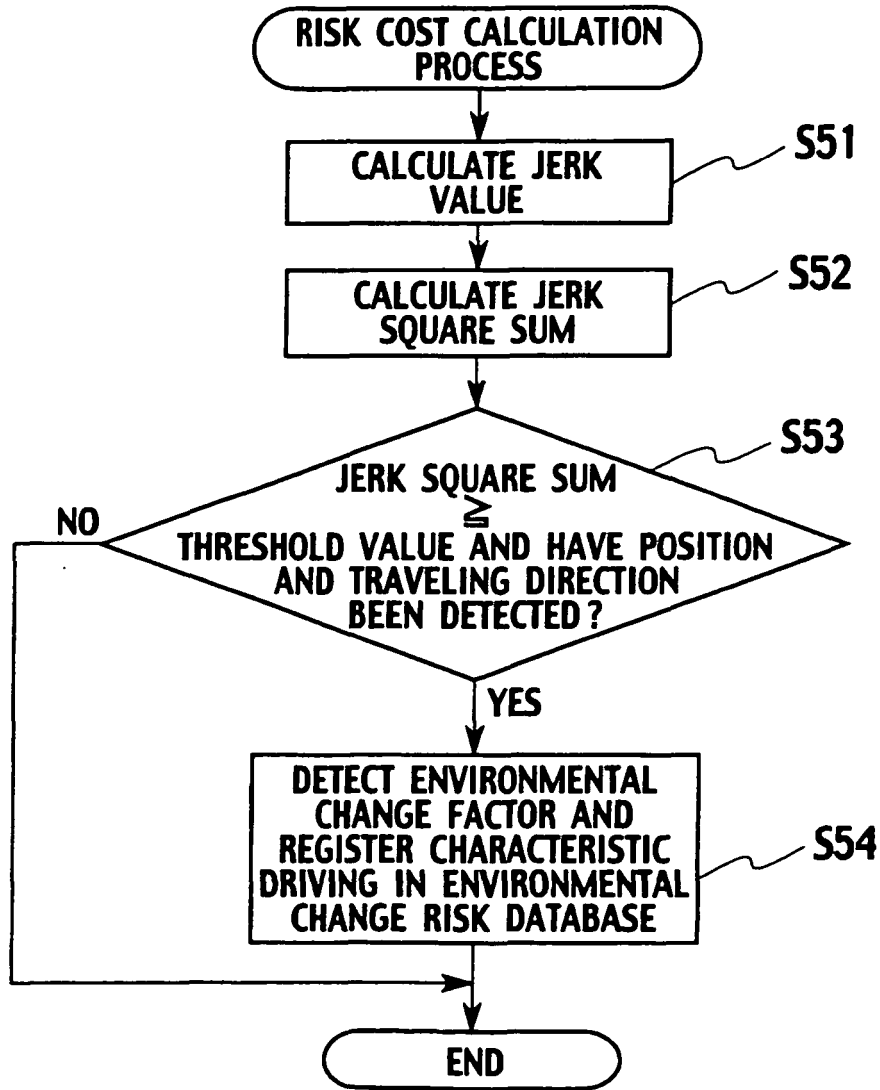 RISK COST CALCULATION
PROCESS
S51
CALCULATE JERK
VALUE
S52
CALCULATE JERK
SQUARE SUM
S53
JERK SQUARE SUM
≧
THRESHOLD VALUE AND HAVE POSITION
AND TRAVELING DIRECTION
BEEN DETECTED?
NO
YES
DETECT ENVIRONMENTAL
CHANGE FACTOR AND
REGISTER CHARACTERISTIC
DRIVING IN ENVIRONMENTAL
CHANGE RISK DATABASE
S54
END